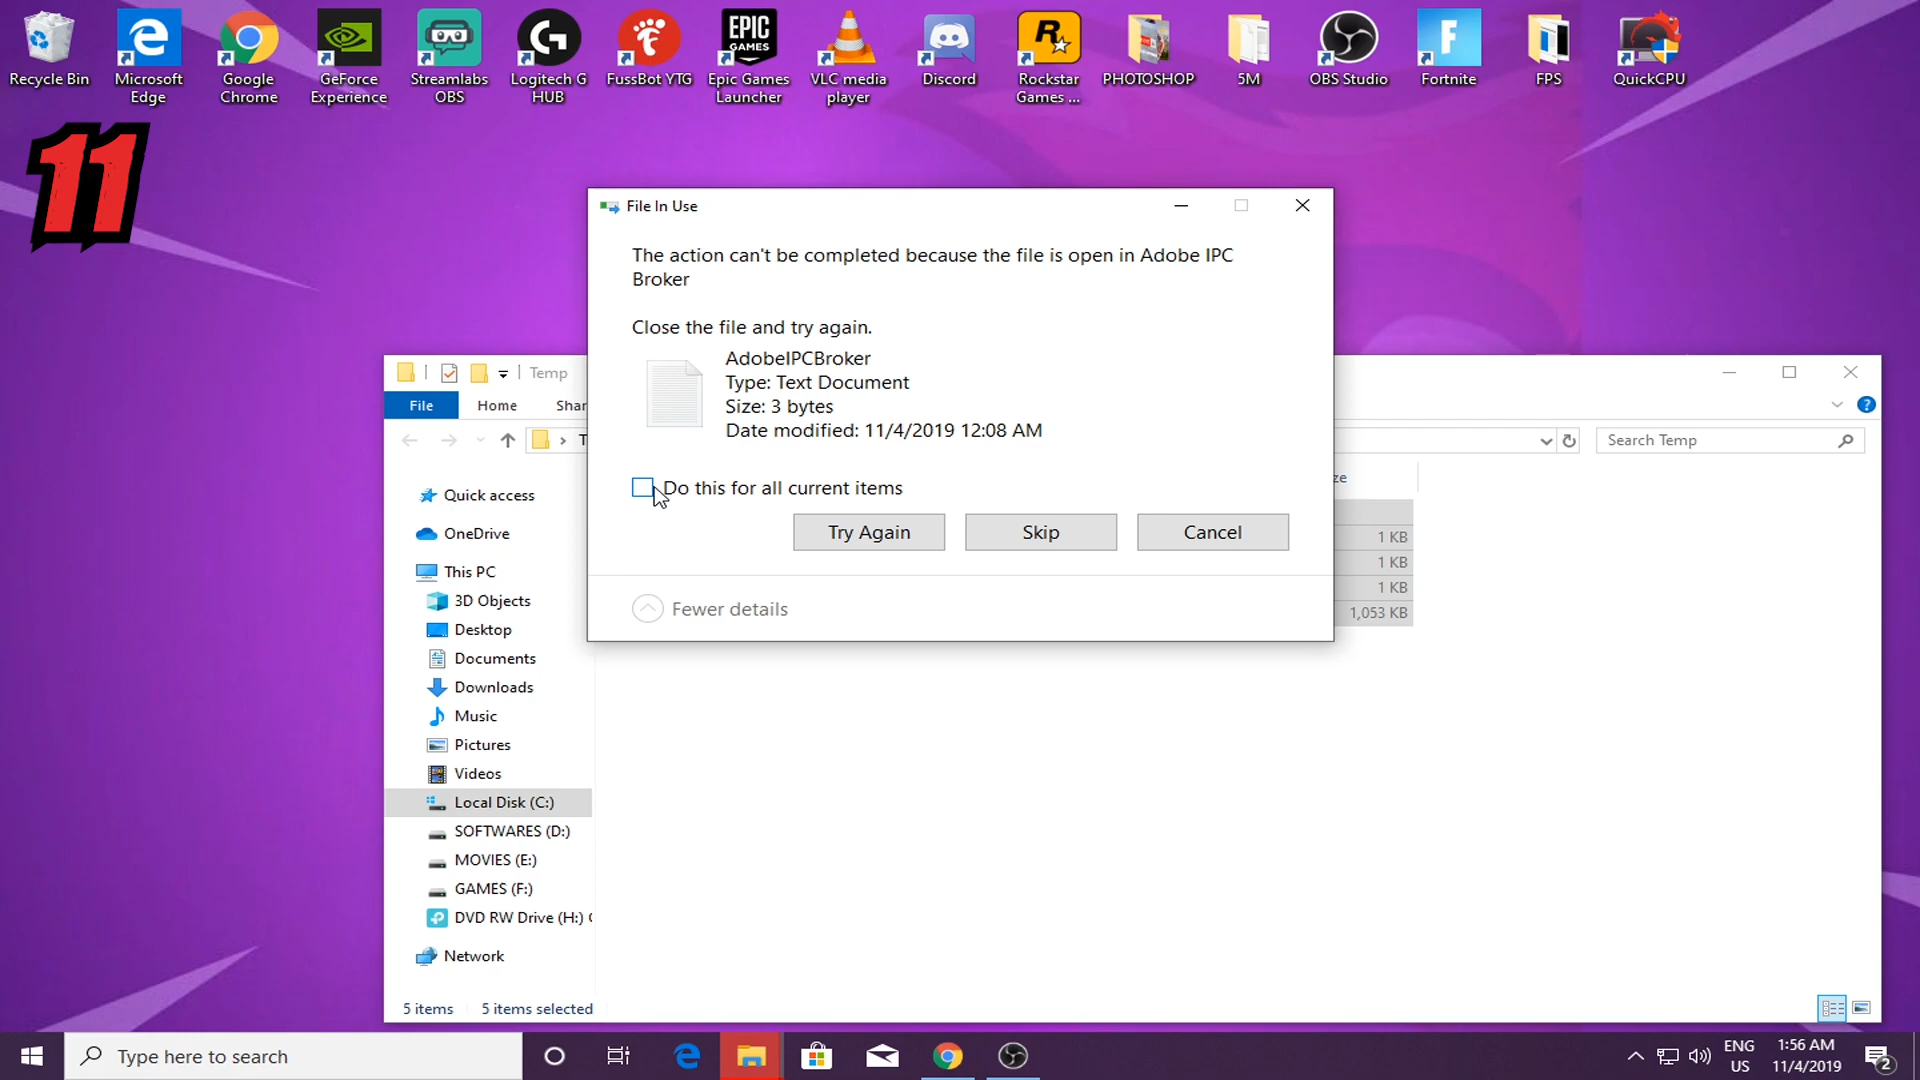 Recycle Bin
Microsoft
Edge
Google
Chrome
GeForce
Experience
Streamlabs
OBS
Logitech G
HUB
FussBot YTG
EPIC
GAMES
Epic Games
Launcher
VLC media
player
Discord
Rockstar
Games ...
PHOTOSHOP
5M
OBS Studio
Fortnite
FPS
QuickCPU
11
File In Use
The action can't be completed because the file is open in Adobe IPC
Broker
Close the file and try again.
AdobeIPCBroker
Type: Text Document
Size: 3 bytes
Date modified: 11/4/2019 12:08 AM
Do this for all current items
Try Again
Skip
Cancel
Fewer details
Temp
File
Home
Shar
T
Search Temp
ze
1 KB
1 KB
1 KB
1,053 KB
Quick access
OneDrive
This PC
3D Objects
Desktop
Documents
Downloads
Music
Pictures
Videos
Local Disk (C:)
SOFTWARES (D:)
MOVIES (E:)
GAMES (F:)
DVD RW Drive (H:)
Network
5 items
5 items selected
Type here to search
ENG
US
1:56 AM
11/4/2019
2